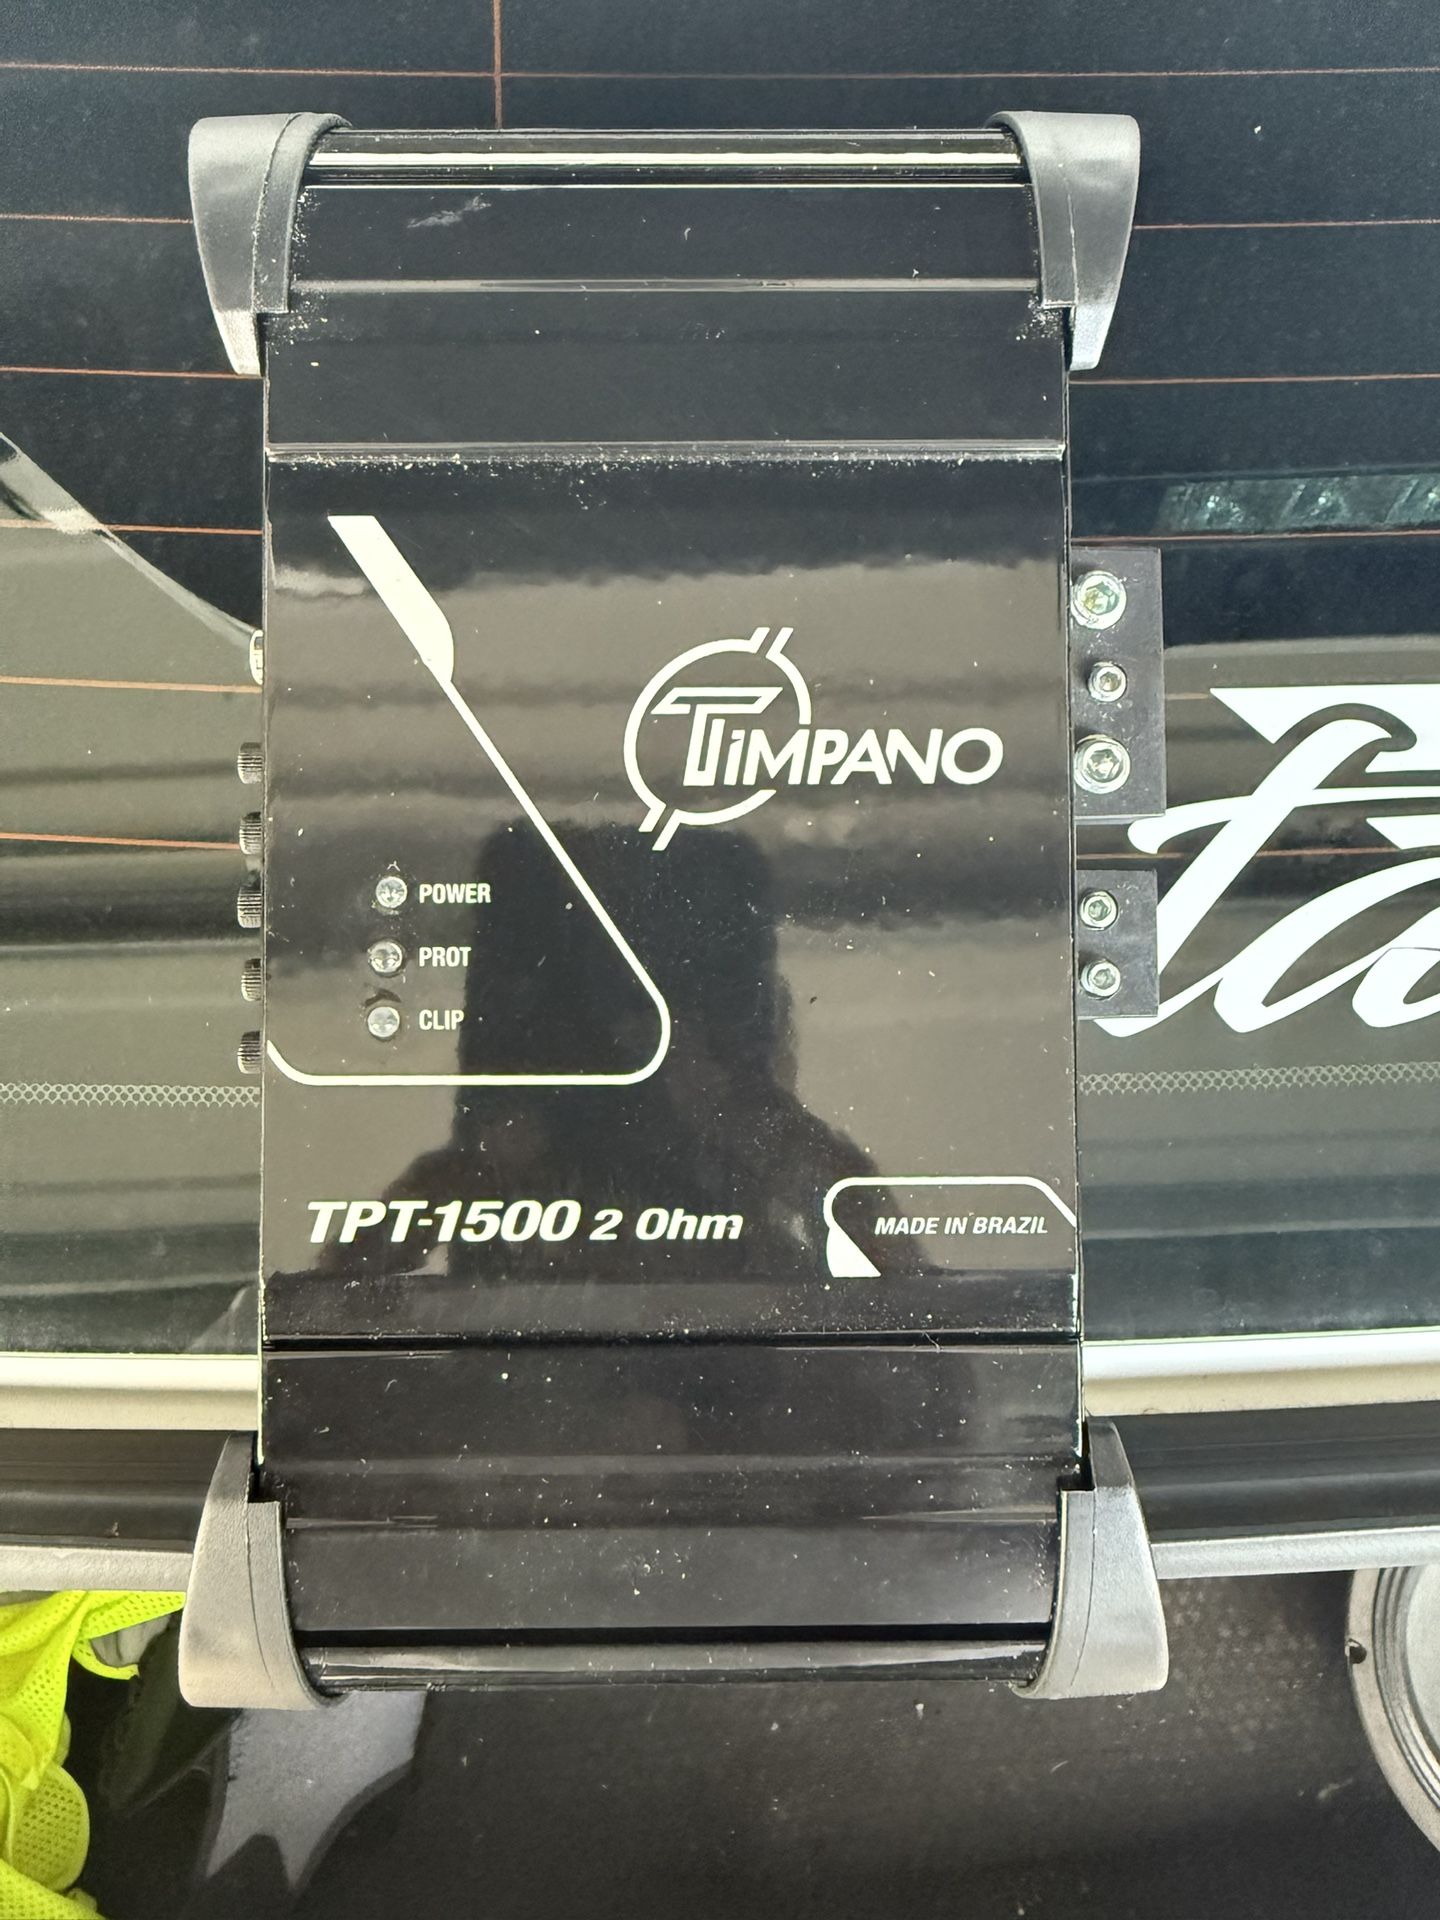 TIMPANO
POWER
PROT
CLIP
TPT-1500 2 Ohm
MADE IN BRAZIL